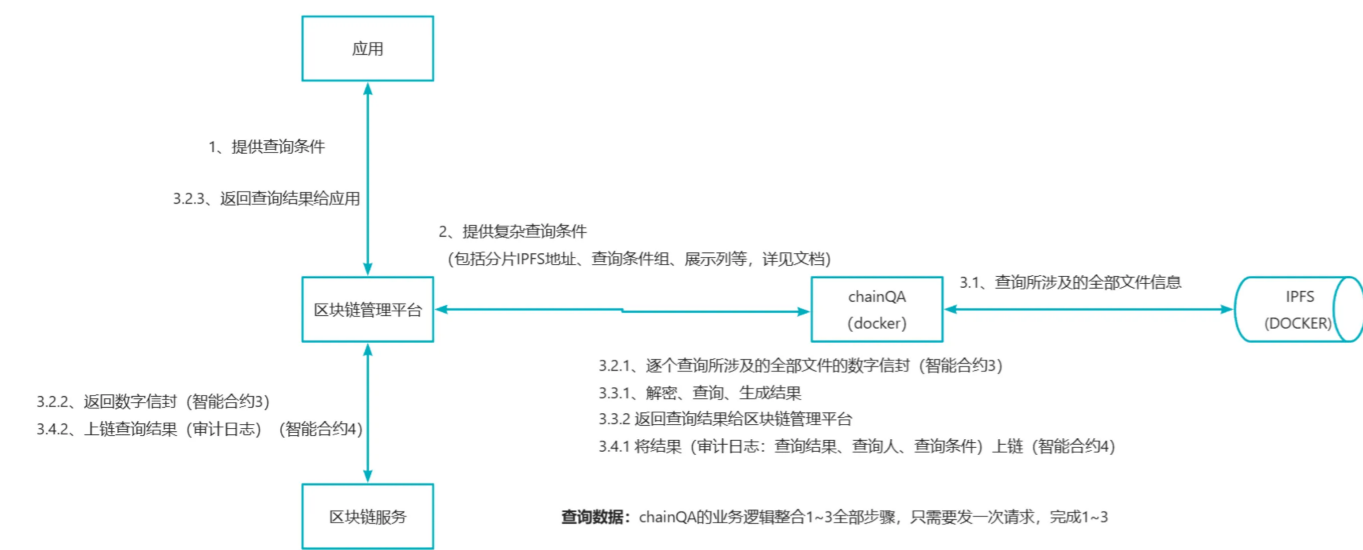 应用
1、提供查询条件
3.2.3、返回查询结果给应用
2、提供复杂查询条件
（包括分片IPFS地址、查询条件组、展示列等，详见文档）
区块链管理平台
chainQA
(docker)
3.1、查询所涉及的全部文件信息
IPFS
(DOCKER)
3.2.1、逐个查询所涉及的全部文件的数字信封（智能合约3）
3.3.1、解密、查询、生成结果
3.3.2 返回查询结果给区块链管理平台
3.4.1 将结果（审计日志：查询结果、查询人、查询条件）上链（智能合约4）
3.2.2、返回数字信封（智能合约3）
3.4.2、上链查询结果（审计日志）（智能合约4）
区块链服务
查询数据：chainQA的业务逻辑整合1~3全部步骤，只需要发一次请求，完成1~3